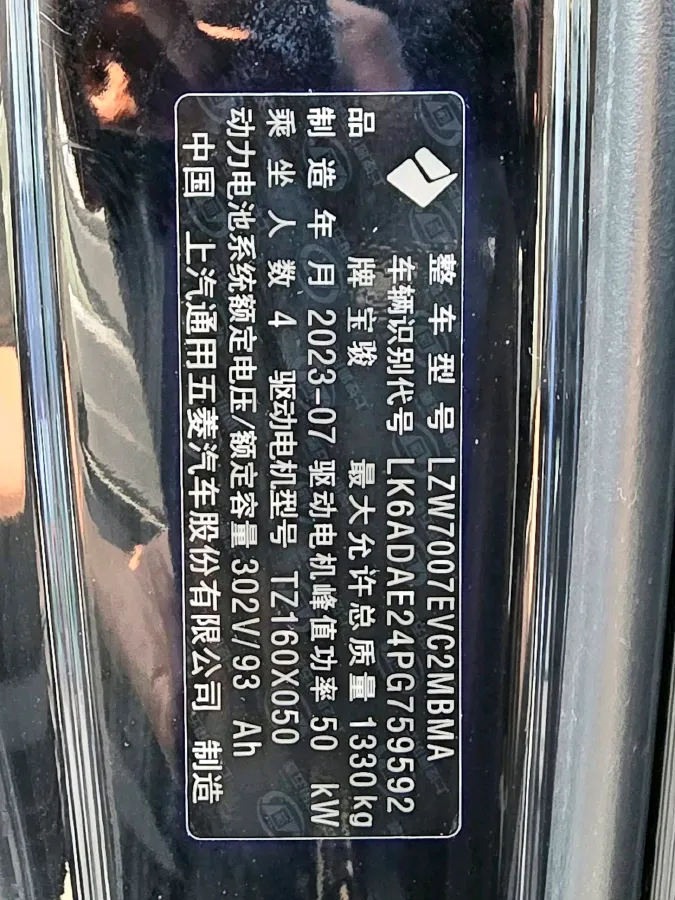 整车型号 LZW7007EVC2MBMA
车辆识别代号 LK6ADAE24PG759592
品牌 宝骏 最大允许总质量 1330kg
制造年月 2023-07 驱动电机峰值功率 50 kW
乘坐人数 4 驱动电机型号 TZ160X050
动力电池系统额定电压/额定容量 302V/93 Ah
中国 上汽通用五菱汽车股份有限公司 制造